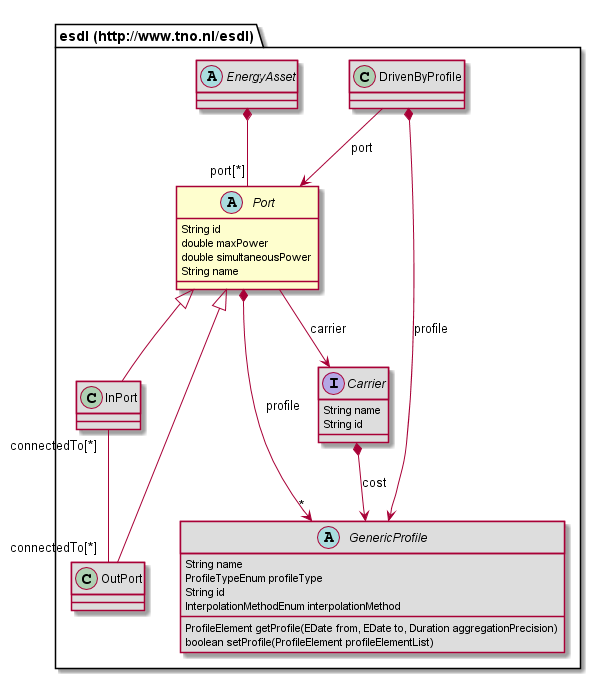 esdl (http://www.tno.nl/esdl)
A EnergyAsset
C DrivenByProfile
port
port[*]
A Port
String id
double maxPower
double simultaneousPower
String name
carrier
profile
I Carrier
String name
String id
C InPort
profile
connectedTo[*]
cost
*
connectedTo[*]
A GenericProfile
String name
ProfileTypeEnum profileType
String id
InterpolationMethodEnum interpolationMethod
ProfileElement getProfile(EDate from, EDate to, Duration aggregationPrecision)
boolean setProfile(ProfileElement profileElementList)
C OutPort